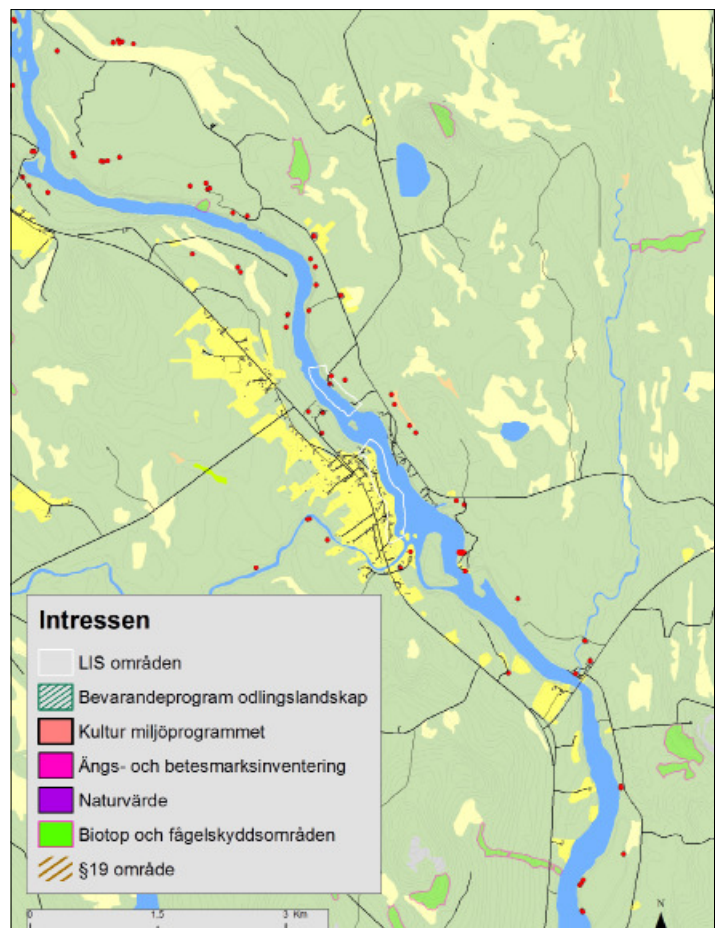 Intressen
LIS områden
Bevarandeprogram odlingslandskap
Kultur miljöprogrammet
Ängs- och betesmarksinventering
Naturvärde
Biotop och fågelskyddsområden
§19 område
0 1,5 3 Km
N